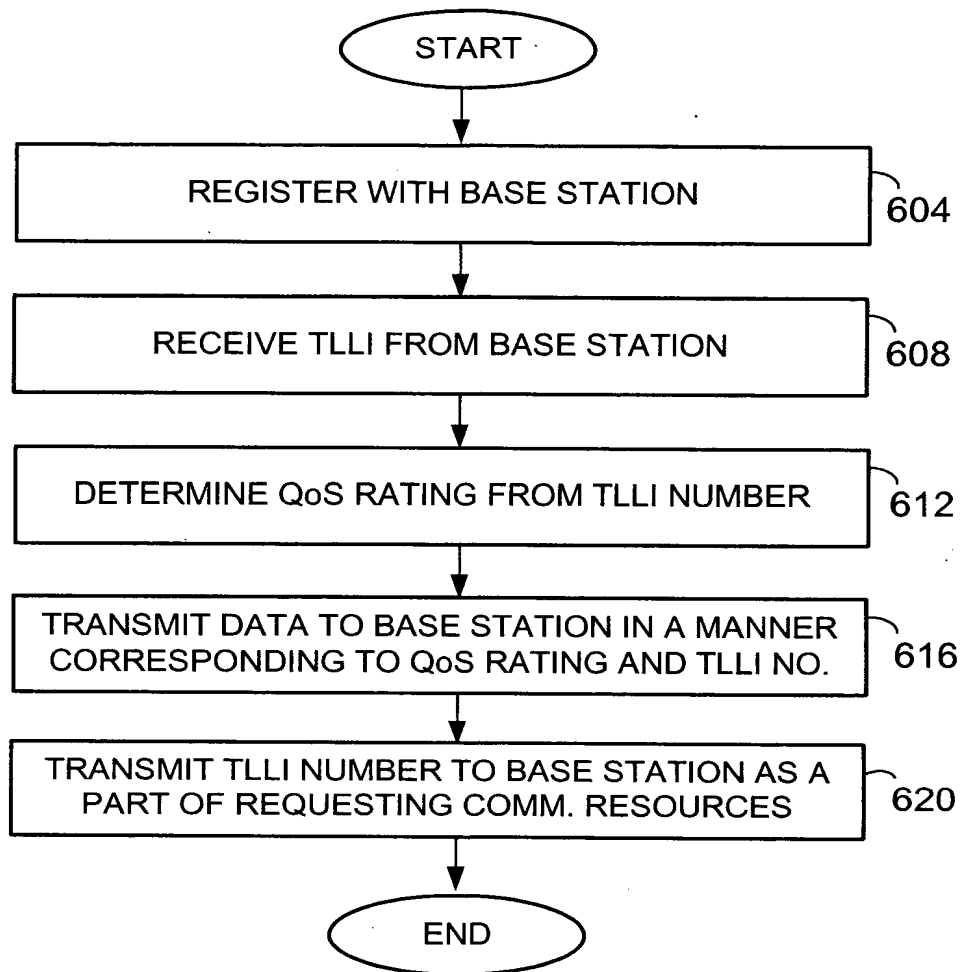 START
REGISTER WITH BASE STATION
604
RECEIVE TLLI FROM BASE STATION
608
DETERMINE QoS RATING FROM TLLI NUMBER
612
TRANSMIT DATA TO BASE STATION IN A MANNER
CORRESPONDING TO QoS RATING AND TLLI NO.
616
TRANSMIT TLLI NUMBER TO BASE STATION AS A
PART OF REQUESTING COMM. RESOURCES
620
END